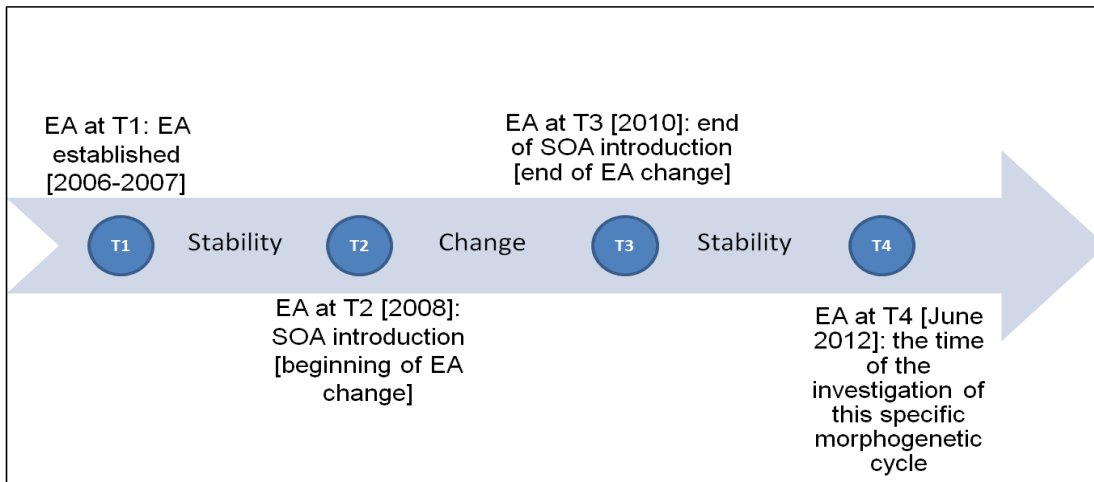 EA at T1: EA
established
[2006-2007]
EA at T3 [2010]: end
of SOA introduction
[end of EA change]
T1
Stability
T2
Change
T3
Stability
T4
EA at T2 [2008]:
SOA introduction
[beginning of EA
change]
EA at T4 [June
2012]: the time
of the
investigation of
this specific
morphogenetic
cycle